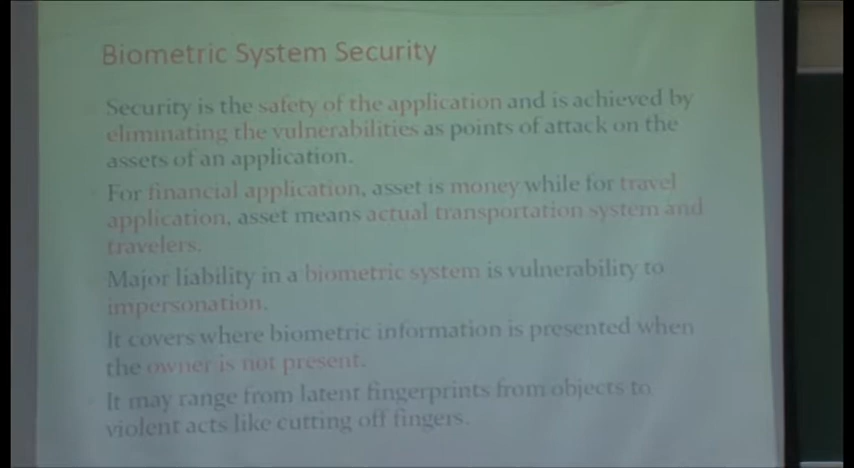 Biometric System Security
Security is the safety of the application and is achieved by
eliminating the vulnerabilities as points of attack on the
assets of an application.
For financial application, asset is money while for travel
application, asset means actual transportation system and
travelers.
Major liability in a biometric system is vulnerability to
impersonation.
It covers where biometric information is presented when
the owner is not present.
It may range from latent fingerprints from objects to
violent acts like cutting off fingers.